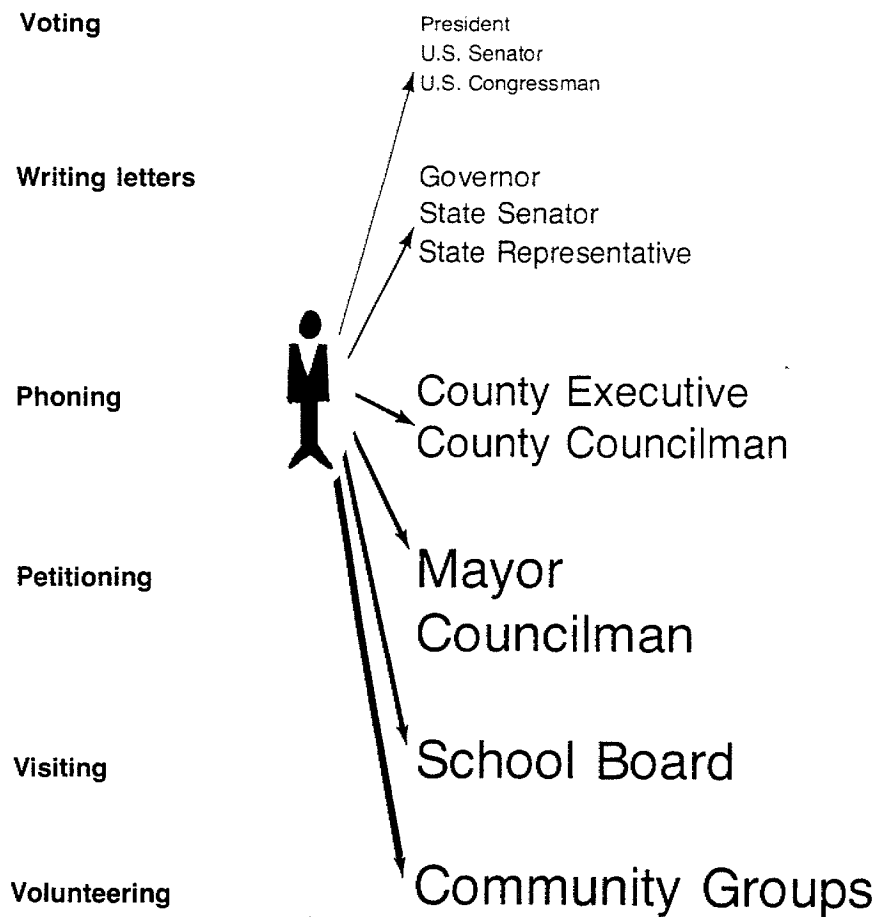 Voting
President
U.S. Senator
U.S. Congressman
Writing letters
Governor
State Senator
State Representative
Phoning
County Executive
County Councilman
Petitioning
Mayor
Councilman
Visiting
School Board
Volunteering
Community Groups